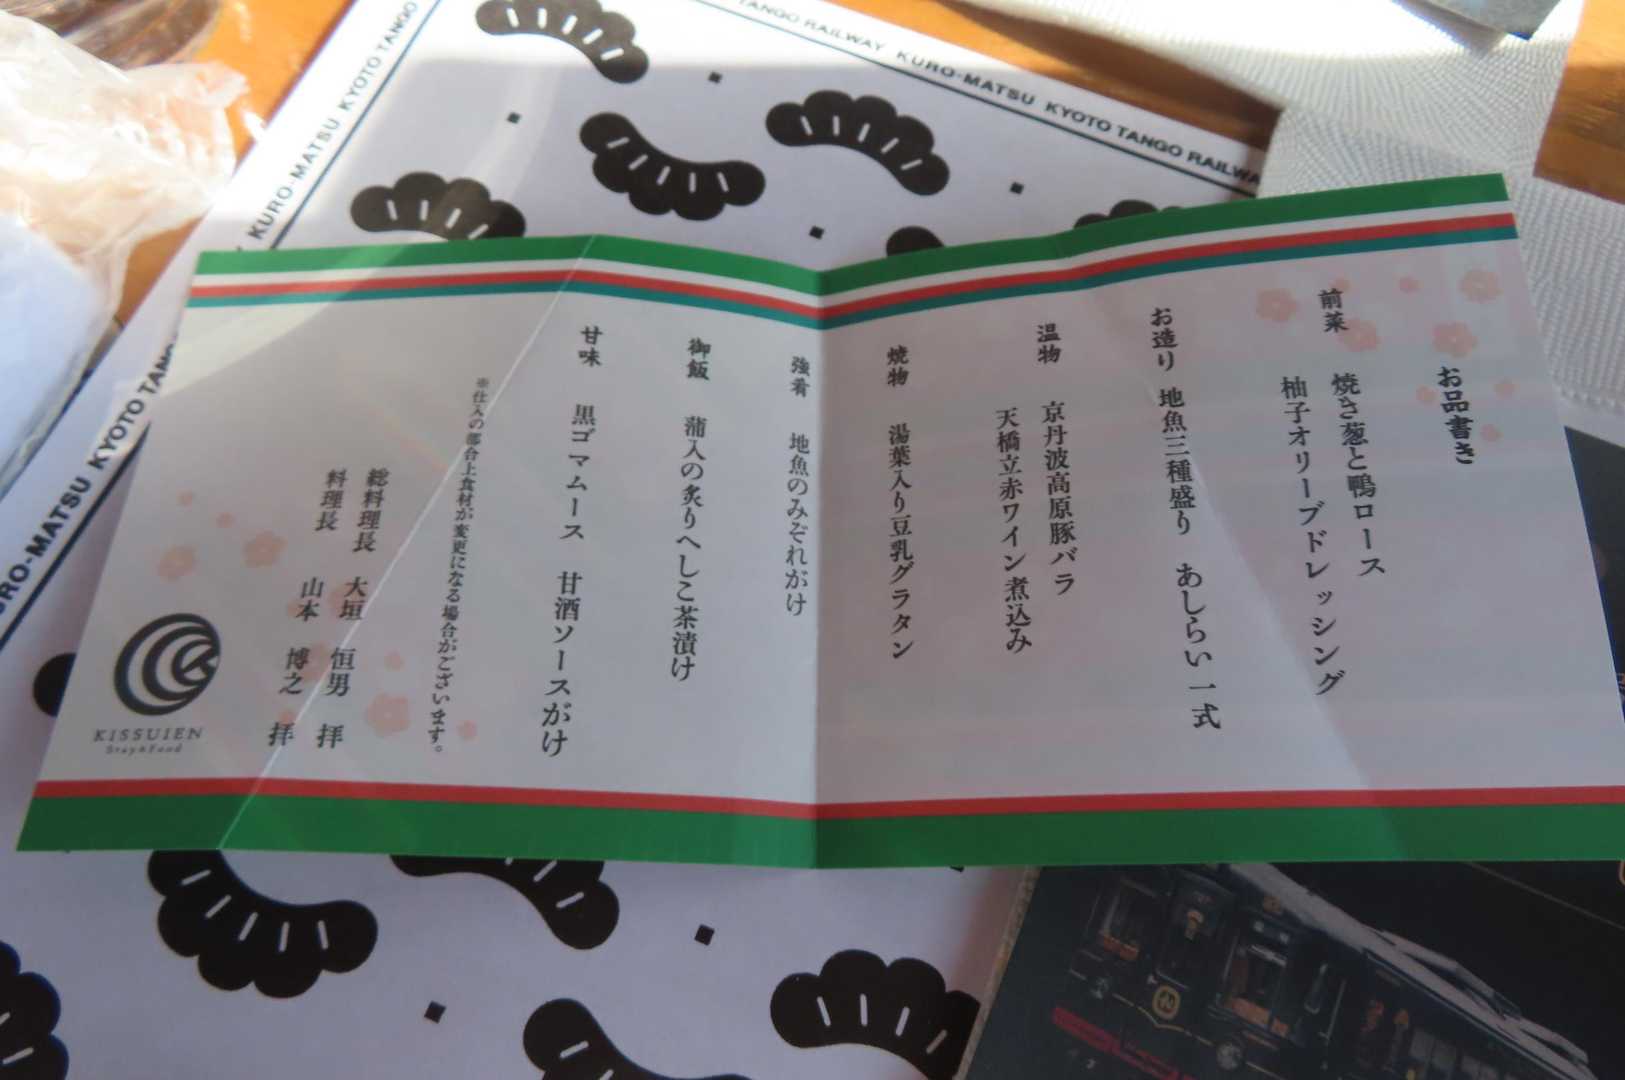 お品書き
前菜 焼き葱と鴨ロース
柚子オリーブドレッシング
お造り 地魚三種盛り あしらい一式
温物 京丹波高原豚バラ
天橋立赤ワイン煮込み
焼物 湯葉入り豆乳グラタン
強肴 地魚のみぞれがけ
御飯 蒲入の炙りへしこ茶漬け
甘味 黒ゴマムース 甘酒ソースがけ
※仕入の都合上食材が変更になる場合がございます。
総料理長 大垣 恒男 拝
料理長 山本 博之 拝
KISSUIEN
Stay&Food
KURO-MATSU KYOTO TANGO
KURO-MATSU KYOTO TANGO
TANGO RAILWAY KURO-MATSU KYOTO TANGO RAILWA